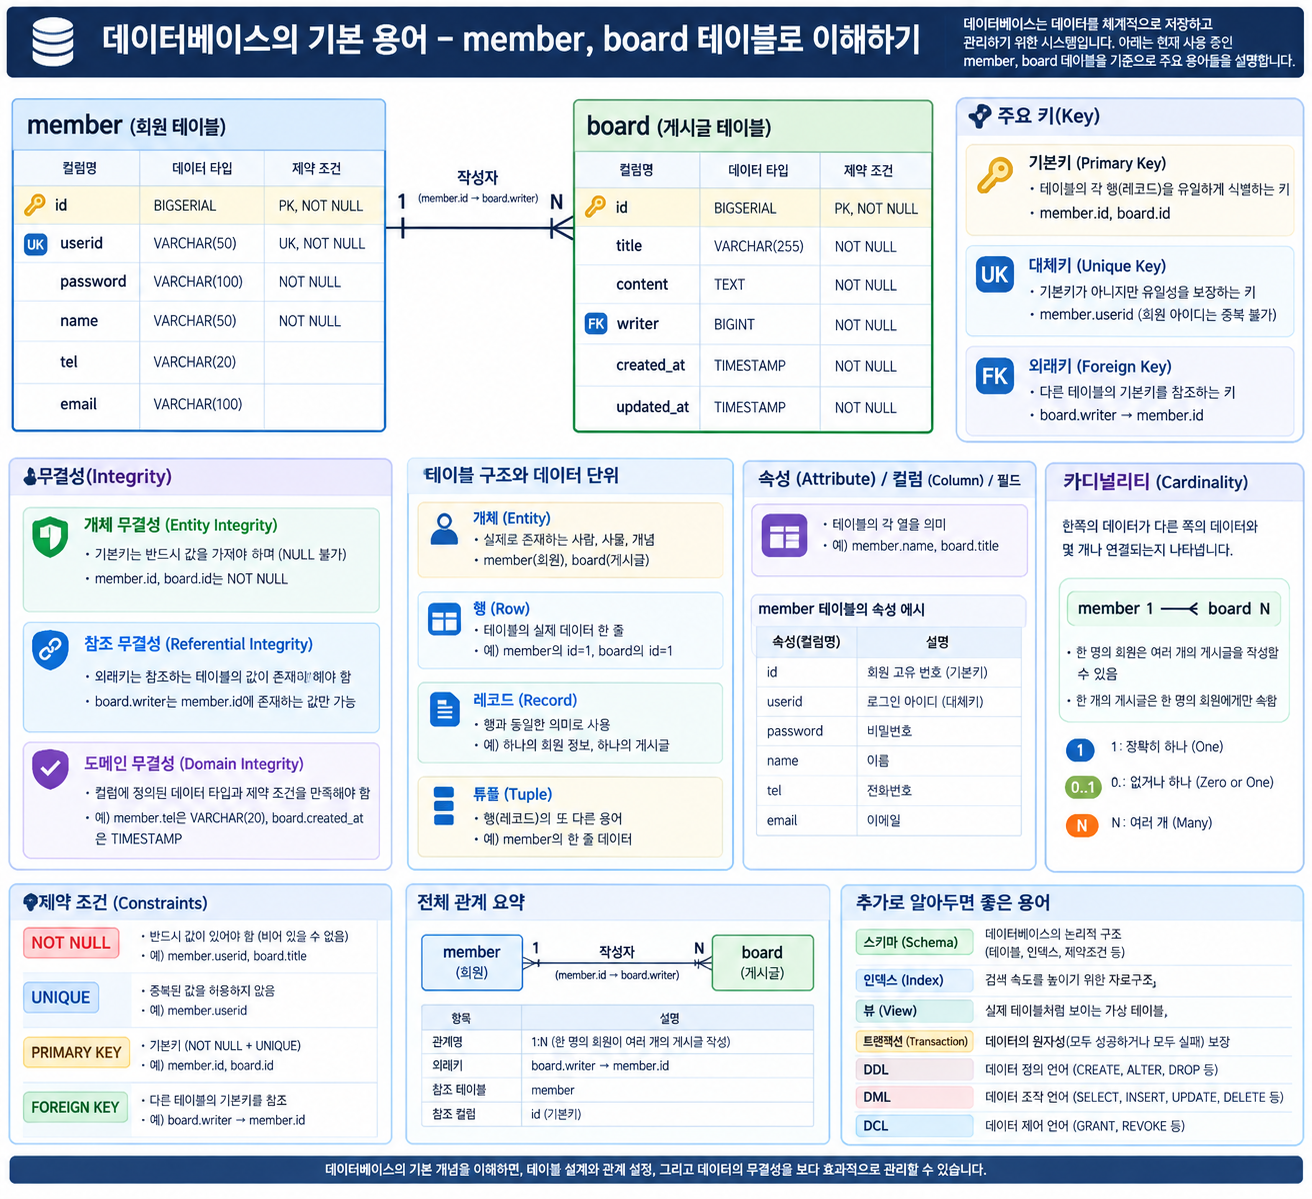 데이터베이스의 기본 용어 – member, board 테이블로 이해하기
데이터베이스는 데이터를 체계적으로 저장하고
관리하기 위한 시스템입니다. 아래는 현재 사용 중인
member, board 데이블을 기준으로 주요 용어들을 설명합니다.
member (회원 테이블)
컬럼명 데이터 타입 제약 조건
id BIGSERIAL PK, NOT NULL
UK userid VARCHAR(50) UK, NOT NULL
password VARCHAR(100) NOT NULL
name VARCHAR(50) NOT NULL
tel VARCHAR(20)
email VARCHAR(100)
작성자
1 (member.id → board.writer) N
board (게시글 테이블)
컬럼명 데이터 타입 제약 조건
id BIGSERIAL PK, NOT NULL
title VARCHAR(255) NOT NULL
content TEXT NOT NULL
FK writer BIGINT NOT NULL
created_at TIMESTAMP NOT NULL
updated_at TIMESTAMP NOT NULL
주요 키(Key)
기본키 (Primary Key)
• 테이블의 각 행(레코드)을 유일하게 식별하는 키
• member.id, board.id
UK 대체키 (Unique Key)
• 기본키가 아니지만 유일성을 보장하는 키
• member.userid (회원 아이디는 중복 불가)
FK 외래키 (Foreign Key)
• 다른 테이블의 기본키를 참조하는 키
• board.writer → member.id
무결성(Integrity)
개체 무결성 (Entity Integrity)
• 기본키는 반드시 값을 가져야 하며 (NULL 불가)
• member.id, board.id는 NOT NULL
참조 무결성 (Referential Integrity)
• 외래키는 참조하는 테이블의 값이 해야 함
• board.writer는 member.id에 존재하는 값만 가능
도메인 무결성 (Domain Integrity)
• 컬럼에 정의된 데이터 타입과 제약 조건을 만족해야 함
• 예) member.tel은 VARCHAR(20), board.created_at
은 TIMESTAMP
테이블 구조와 데이터 단위
개체 (Entity)
• 실제로 존재하는 사람, 사물, 개념
• member(회원), board(게시글)
행 (Row)
• 테이블의 실제 데이터 한 줄
• 예) member의 id=1, board의 id=1
레코드 (Record)
• 행과 동일한 의미로 사용
• 예) 하나의 회원 정보, 하나의 게시글
튜플 (Tuple)
• 행(레코드)의 또 다른 용어
• 예) member의 한 줄 데이터
속성 (Attribute) / 컬럼 (Column) / 필드
• 테이블의 각 열을 의미
• 예) member.name, board.title
member 테이블의 속성 에시
속성(컬럼명) 설명
id 회원 고유 번호 (기본키)
userid 로그인 아이디 (대체키)
password 비밀번호
name 이름
tel 전화번호
email 이에일
카디널리티 (Cardinality)
한쪽의 데이터가 다른 쪽의 데이터와
몇 개나 연결되는지 나타냅니다.
member 1 board N
• 한 명의 회원은 여러 개의 게시글을 작성할
수 있음
• 한 개의 게시글은 한 명의 회원에게만 속함
1 1: 장확히 하나 (One)
0..1 0.: 없거나 하나 (Zero or One)
N N: 여러 개 (Many)
제약 조건 (Constraints)
NOT NULL
• 반드시 값이 있어야 함 (비어 있을 수 없음)
• 예) member.userid, board.title
UNIQUE
• 중복된 값을 허용하지 않음
• 예) member.userid
PRIMARY KEY
• 기본키 (NOT NULL + UNIQUE)
• 예) member.id, board.id
FOREIGN KEY
• 다른 테이블의 기본키를 참조
• 예) board.writer → member.id
전체 관계 요약
member
(회원)
1 작성자 N
(member.id → board.writer)
board
(게시글)
항목 설명
관계명 1:N (한 명의 회원이 여러 개의 게시글 작성)
외래키 board.writer → member.id
참조 테이블 member
참조 컬럼 id (기본키)
추가로 알아두면 좋은 용어
스키마 (Schema) 데이터베이스의 논리적 구조
(테이블, 인덱스, 제약조건 등)
인덱스 (Index) 검색 속도를 높이기 위한 자료구조,
뷰 (View) 실제 테이블처럼 보이는 가상 테이블,
트랜잭션 (Transaction) 데이터의 원자성(모두 성공하거나 모두 실패) 보장
DDL 데이터 정의 언어 (CREATE, ALTER, DROP 등)
DML 데이터 조작 언어 (SELECT, INSERT, UPDATE, DELETE 등)
DCL 데이터 제어 언어 (GRANT, REVOKE 등)
데이터베이스의 기본 개념을 이해하면, 테이블 설계와 관계 설정, 그리고 데이터의 무결성을 보다 효과적으로 관리할 수 있습니다.